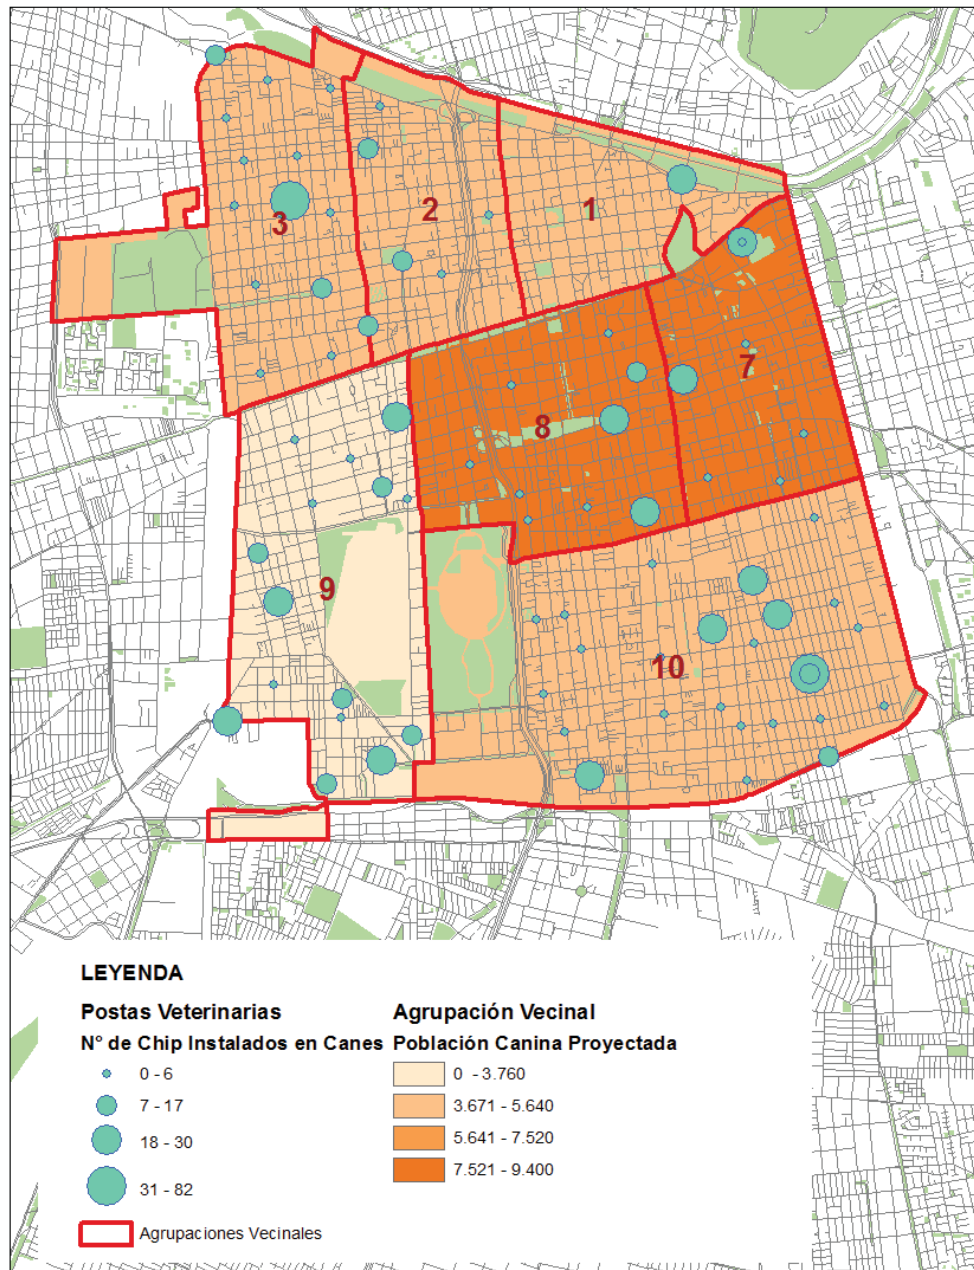 3
2
1
7
8
9
10
LEYENDA
Postas Veterinarias
N° de Chip Instalados en Canes
0 - 6
7 - 17
18 - 30
31 - 82
Agrupaciones Vecinales
Agrupación Vecinal
Población Canina Proyectada
0 - 3.760
3.671 - 5.640
5.641 - 7.520
7.521 - 9.400